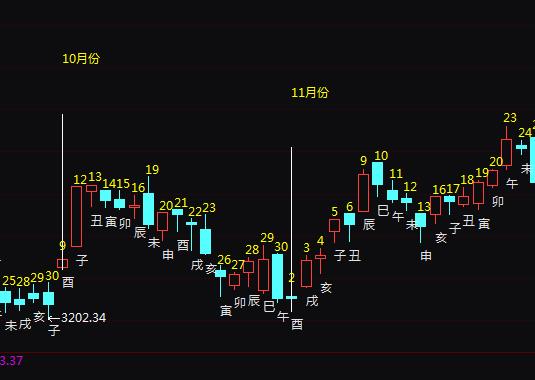 10月份
11月份
23
24
未
19
20
午
18
19
卯
9
10
11
12
16
17
丑
寅
12
13
14
15
16
19
丑
寅
卯
辰
20
21
22
23
5
6
辰
巳
午
未
13
亥
子
未
申
酉
戌
亥
子
丑
申
9
子
酉
28
29
30
3
4
25
28
29
30
26
27
2
戌
亥
寅
卯
辰
巳
午
酉
未
戌
亥
子
←3202.34
3.37